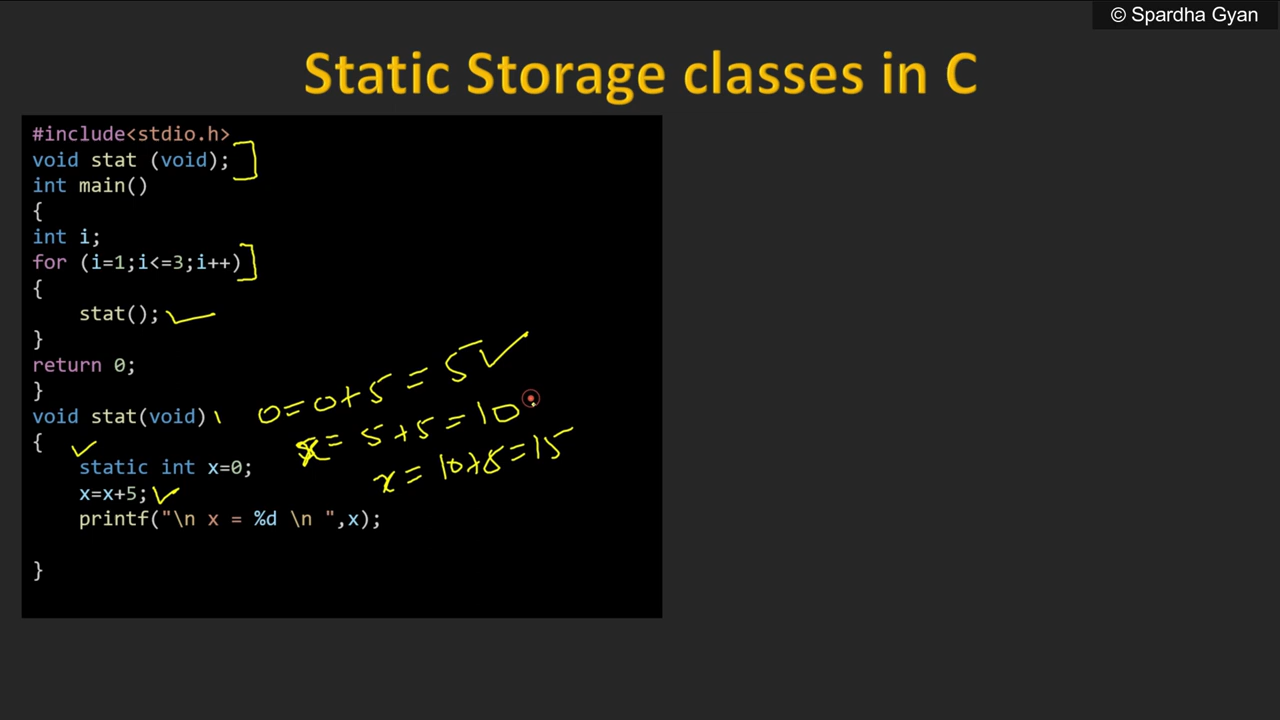 © Spardha Gyan
Static Storage classes in C
#include<stdio.h>
void stat (void);
int main()
{
int i;
for (i=1;i<=3;i++)
{
stat();
}
return 0;
}
void stat(void)
{
static int x=0;
x=x+5;
printf("\n x = %d \n ",x);
}
0=0+5=5
x=5+5=10
x=10+5=15